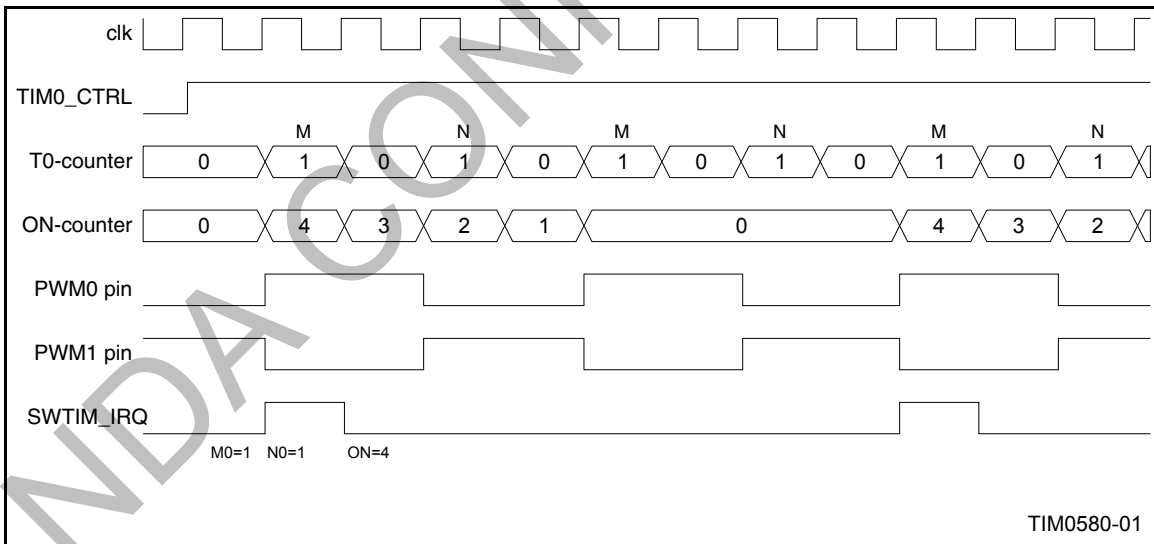 clk
TIM0_CTRL
M N M N M N
T0-counter 0 1 0 1 0 1 0 1 0 1 0 1
ON-counter 0 4 3 2 1 0 4 3 2
PWM0 pin
PWM1 pin
SWTIM_IRQ
M0=1 N0=1 ON=4
TIM0580-01
NDA CON